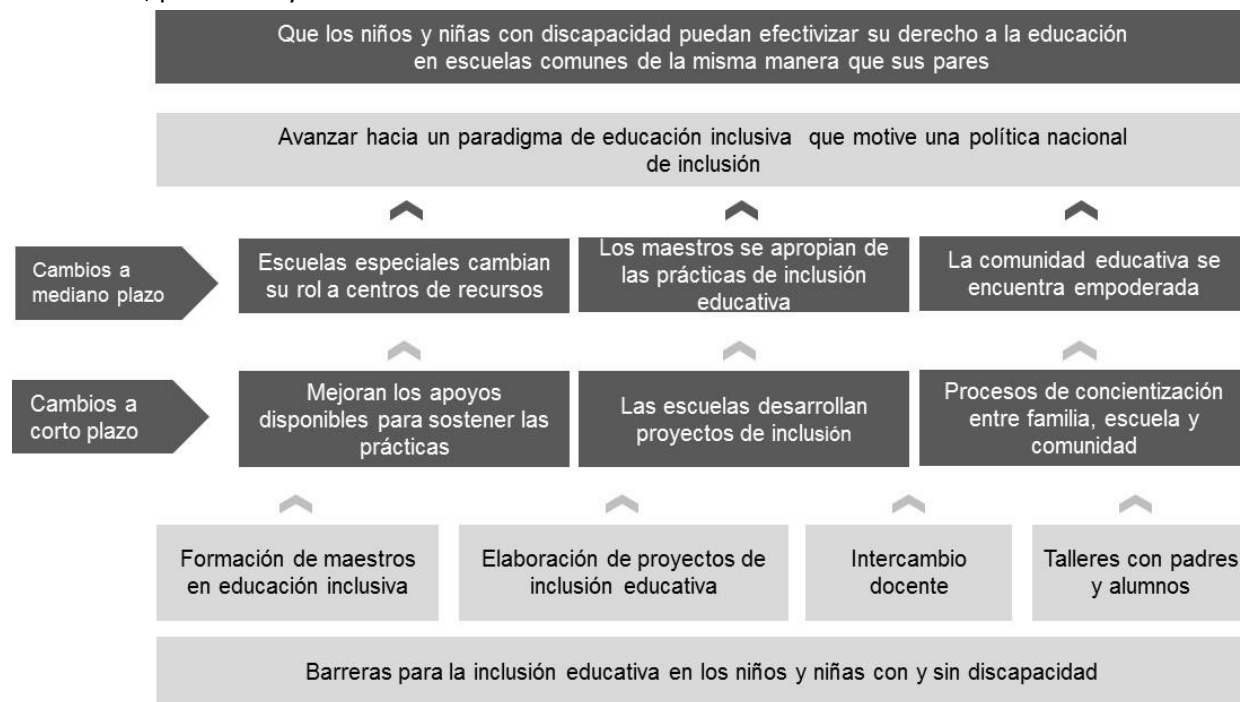 Que los niños y niñas con discapacidad puedan efectivizar su derecho a la educación
en escuelas comunes de la misma manera que sus pares
Avanzar hacia un paradigma de educación inclusiva que motive una política nacional
de inclusión
Cambios a
mediano plazo
Escuelas especiales cambian
su rol a centros de recursos
Los maestros se apropian de
las prácticas de inclusión
educativa
La comunidad educativa se
encuentra empoderada
Cambios a
corto plazo
Mejoran los apoyos
disponibles para sostener las
prácticas
Las escuelas desarrollan
proyectos de inclusión
Procesos de concientización
entre familia, escuela y
comunidad
Formación de maestros
en educación inclusiva
Elaboración de proyectos de
inclusión educativa
Intercambio
docente
Talleres con padres
y alumnos
Barreras para la inclusión educativa en los niños y niñas con y sin discapacidad